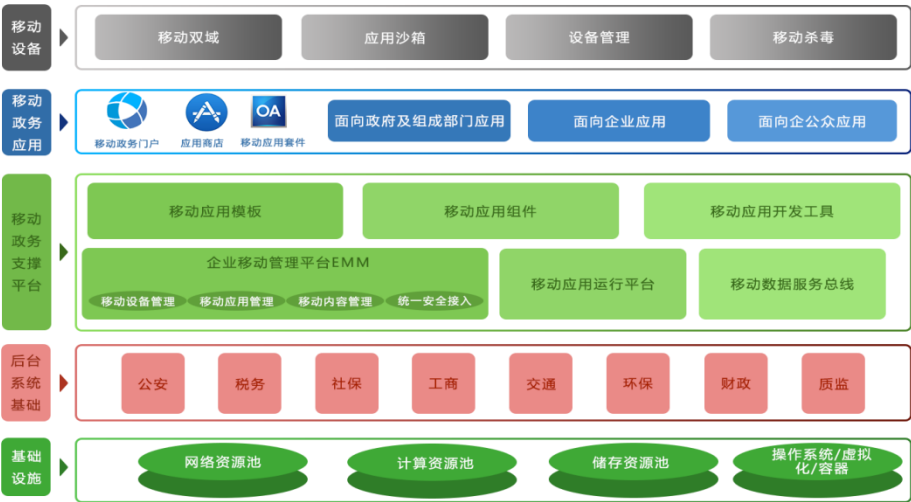 移动
设备
移动双域
应用沙箱
设备管理
移动杀毒
移动
政务
应用
移动政务门户
应用商店
OA
移动应用套件
面向政府及组成部门应用
面向企业应用
面向企公众应用
移动
政务
支撑
平台
移动应用模板
移动应用组件
移动应用开发工具
企业移动管理平台EMM
移动设备管理
移动应用管理
移动内容管理
统一安全接入
移动应用运行平台
移动数据服务总线
后台
系统
基础
公安
税务
社保
工商
交通
环保
财政
质监
基础
设施
网络资源池
计算资源池
储存资源池
操作系统/虚拟
化/容器